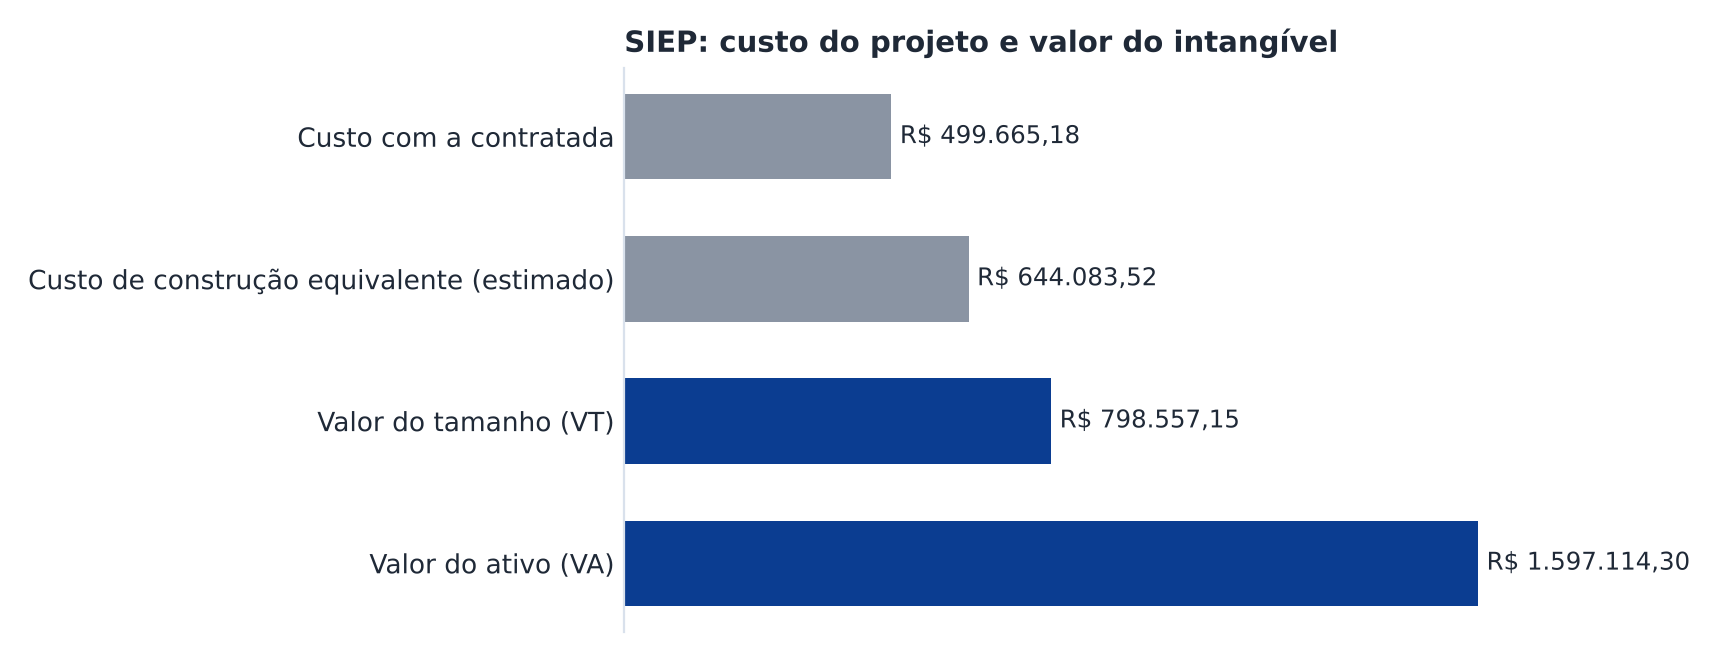 SIEP: custo do projeto e valor do intangível
Custo com a contratada
R$ 499.665,18
Custo de construção equivalente (estimado)
R$ 644.083,52
Valor do tamanho (VT)
R$ 798.557,15
Valor do ativo (VA)
R$ 1.597.114,30